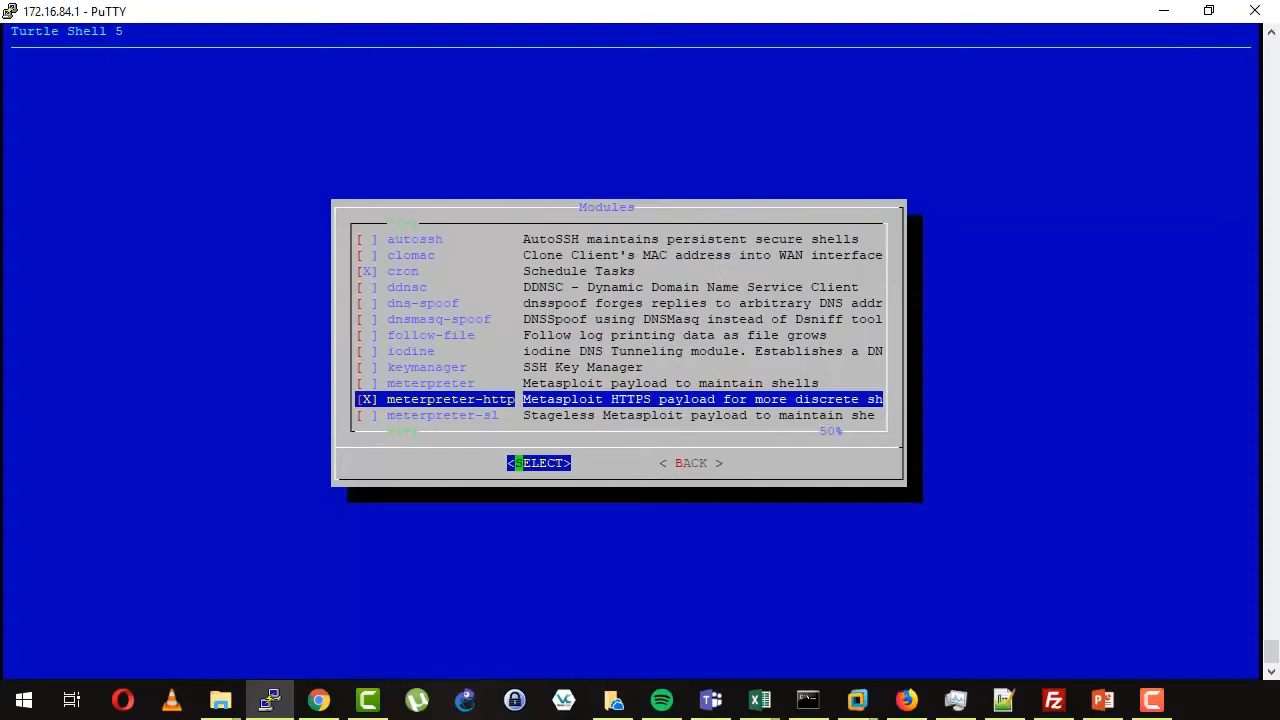 172.16.84.1 - PuTTY
Turtle Shell 5
Modules
[ ] autossh AutoSSH maintains persistent secure shells
[ ] clomac Clone Client's MAC address into WAN interface
[X] cron Schedule Tasks
[ ] ddnsc DDNSC - Dynamic Domain Name Service Client
[ ] dns-spoof dnsspoof forges replies to arbitrary DNS addr
[ ] dnsmasq-spoof DNSSpoof using DNSMasq instead of Dsniff tool
[ ] follow-file Follow log printing data as file grows
[ ] iodine iodine DNS Tunneling module. Establishes a DN
[ ] keymanager SSH Key Manager
[ ] meterpreter Metasploit payload to maintain shells
[X] meterpreter-http Metasploit HTTPS payload for more discrete sh
[ ] meterpreter-sl Stageless Metasploit payload to maintain she
50%
<SELECT> < BACK >